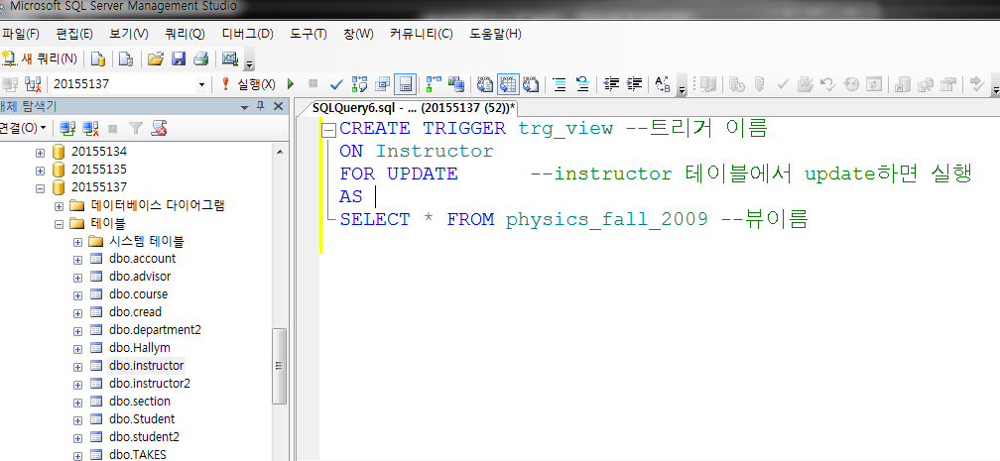 Microsoft SQL Server Management Studio
파일(F) 편집(E) 보기(V) 쿼리(Q) 디버그(D) 도구(T) 창(W) 커뮤니티(C) 도움말(H)
새 쿼리(N)
20155137 실행(X)
개체 탐색기
연결(O)
20155134
20155135
20155137
데이터베이스 다이어그램
테이블
시스템 테이블
dbo.account
dbo.advisor
dbo.course
dbo.cread
dbo.department2
dbo.Hallym
dbo.instructor
dbo.instructor2
dbo.section
dbo.Student
dbo.student2
dbo.TAKES
SQLQuery6.sql - ... (20155137 (52))*
CREATE TRIGGER trg_view --트리거 이름
ON Instructor
FOR UPDATE --instructor 테이블에서 update하면 실행
AS
SELECT * FROM physics_fall_2009 --뷰이름